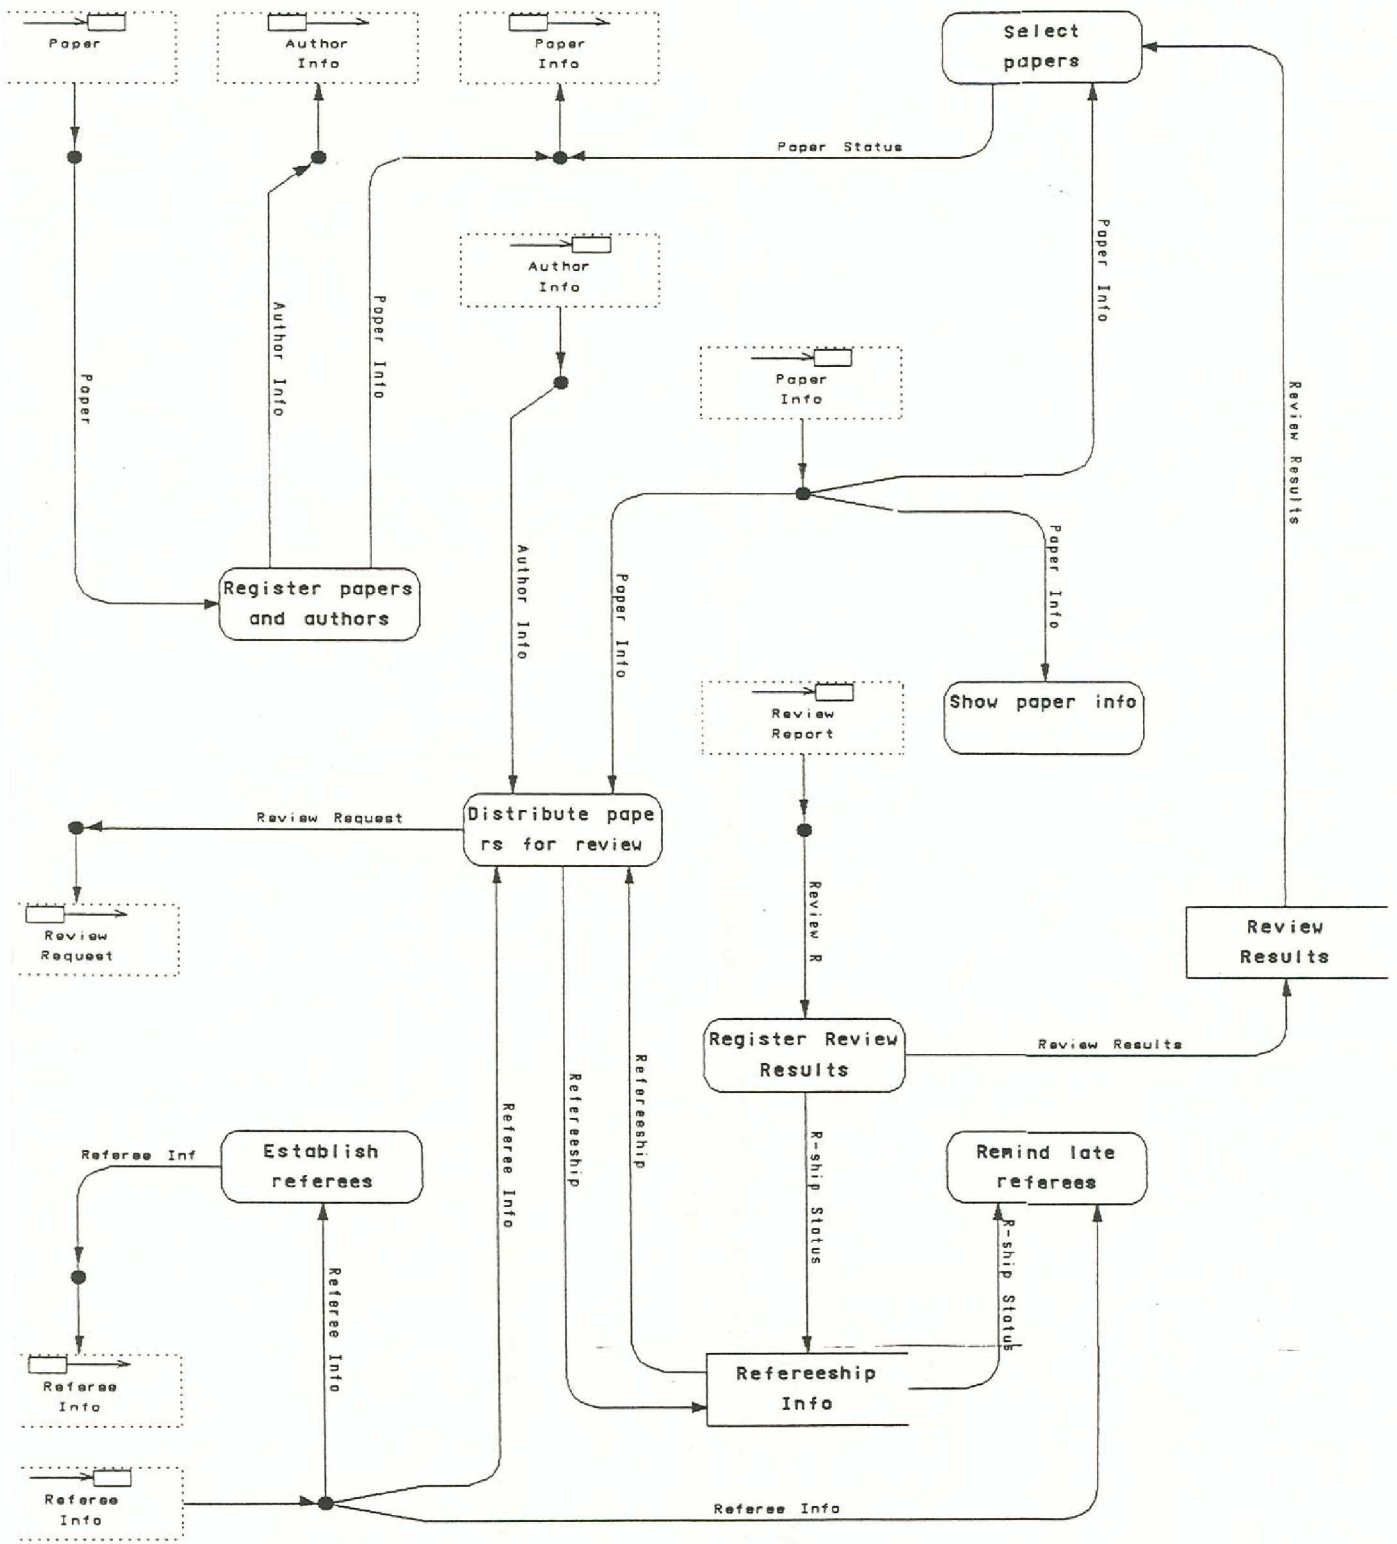 Paper
Author
Info
Paper
Info
Select
papers
Paper Status
Author
Info
Paper Info
Paper
Info
Author Info
Paper Info
Paper
Review Results
Register papers
and authors
Author Info
Paper Info
Paper Info
Show paper info
Review
Report
Review Request
Distribute pape
rs for review
Review
Request
Review R
Review
Results
Register Review
Results
Review Results
Refereeship
Refereeship
Referee Info
Referee Inf
Establish
referees
R-ship Status
Remind late
referees
R-ship Status
Referee Info
Referee
Info
Refereeship
Info
Referee
Info
Referee Info